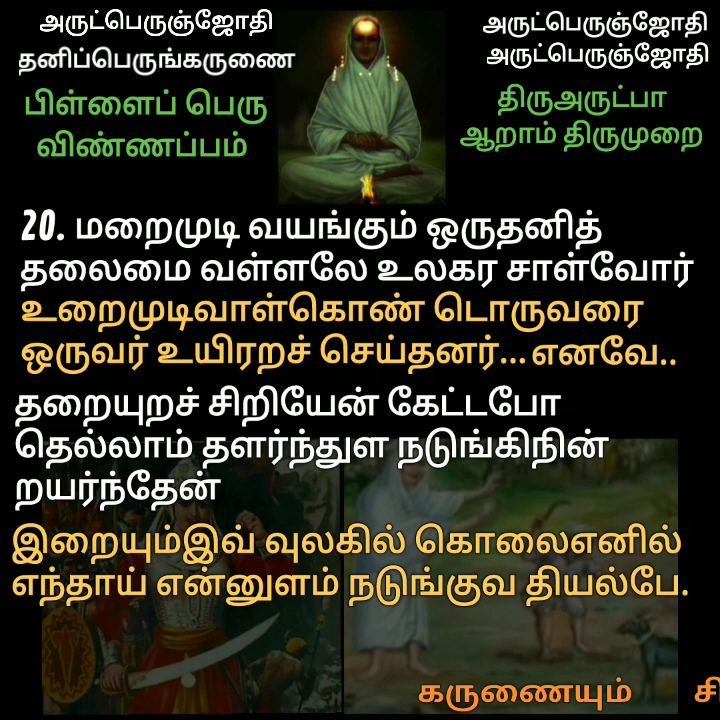 அருட்பெருஞ்ஜோதி
தனிப்பெருங்கருணை
பிள்ளைப் பெரு
விண்ணப்பம்
அருட்பெருஞ்ஜோதி
அருட்பெருஞ்ஜோதி
திருஅருட்பா
ஆறாம் திருமுறை
20. மறைமுடி வயங்கும் ஒருதனித்
தலைமை வள்ளலே உலகர சாள்வோர்
உறைமுடிவாள்கொண் டொருவரை
ஒருவர் உயிரறச் செய்தனர்... எனவே..
தறையுறச் சிறியேன் கேட்டபோ
தெல்லாம் தளர்ந்துள நடுங்கிநின்
றயர்ந்தேன்
இறையும்இவ் வுலகில் கொலைஎனில்
எந்தாய் என்னுளம் நடுங்குவ தியல்பே.
கருணையும்